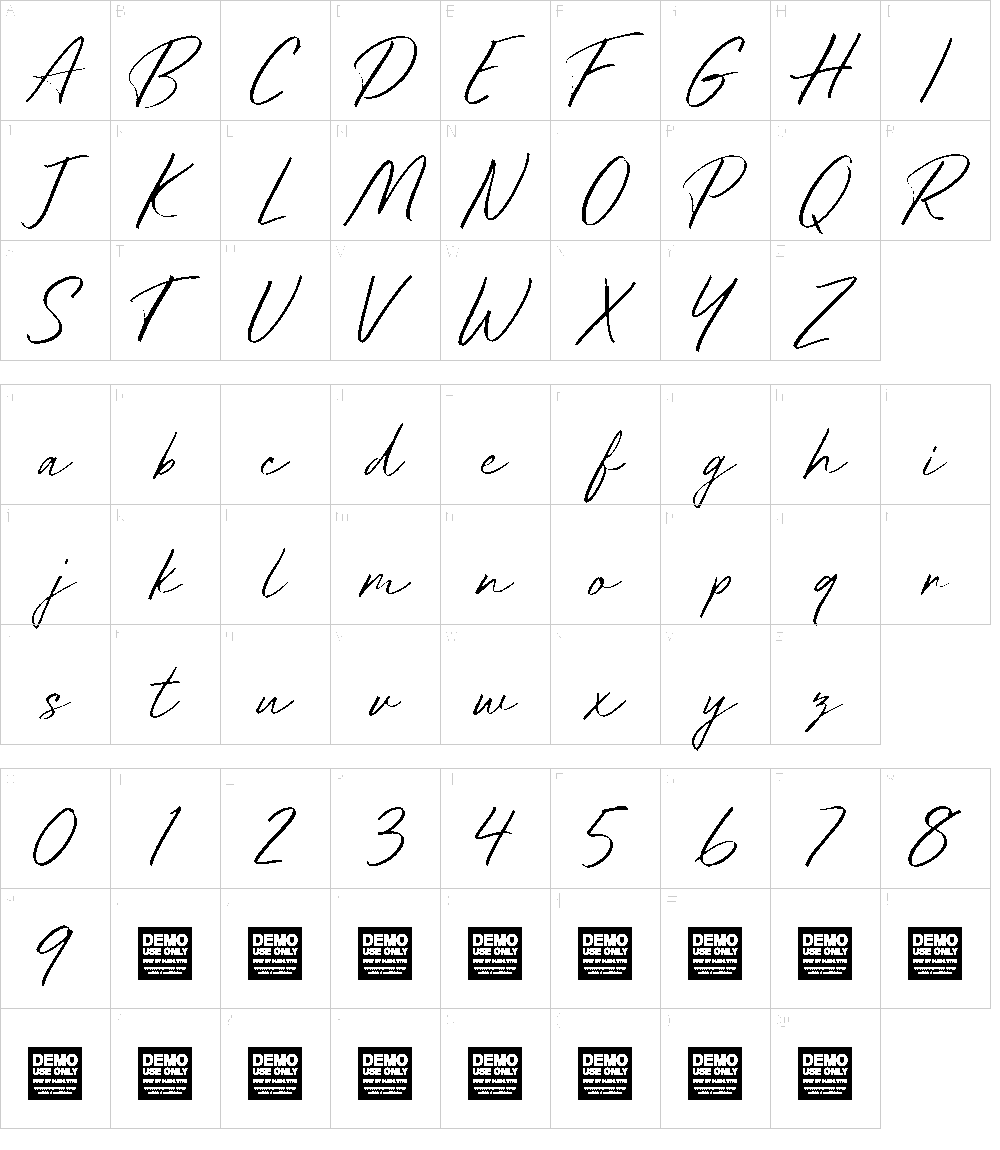 A B C D E F G H I
J K L M N O P Q R
S T U V W X Y Z
a b c d e f g h i
j k l m n o p q r
s t u v w x y z
0 1 2 3 4 5 6 7 8
9 DEMO USE ONLY DEMO USE ONLY DEMO USE ONLY DEMO USE ONLY DEMO USE ONLY DEMO USE ONLY DEMO USE ONLY DEMO USE ONLY
DEMO USE ONLY DEMO USE ONLY DEMO USE ONLY DEMO USE ONLY DEMO USE ONLY DEMO USE ONLY DEMO USE ONLY DEMO USE ONLY